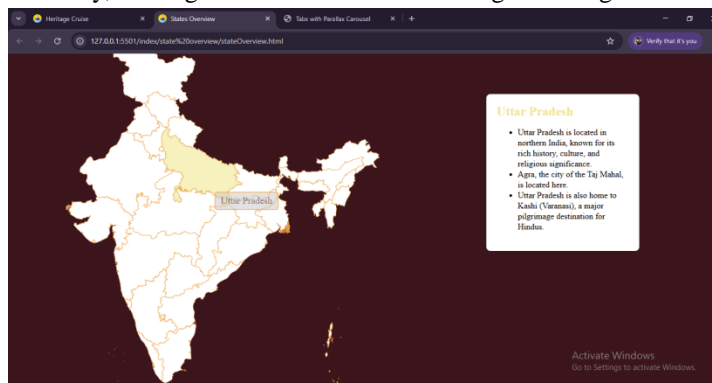 Heritage Cruise
States Overview
Tabs with Parallax Carousel
127.0.0.1:5501/index/state%20overview/stateOverview.html
Verify that it's you
Uttar Pradesh
Uttar Pradesh is located in
northern India, known for its
rich history, culture, and
religious significance.
Agra, the city of the Taj Mahal,
is located here.
Uttar Pradesh is also home to
Kashi (Varanasi), a major
pilgrimage destination for
Hindus.
Uttar Pradesh
Activate Windows
Go to Settings to activate Windows.